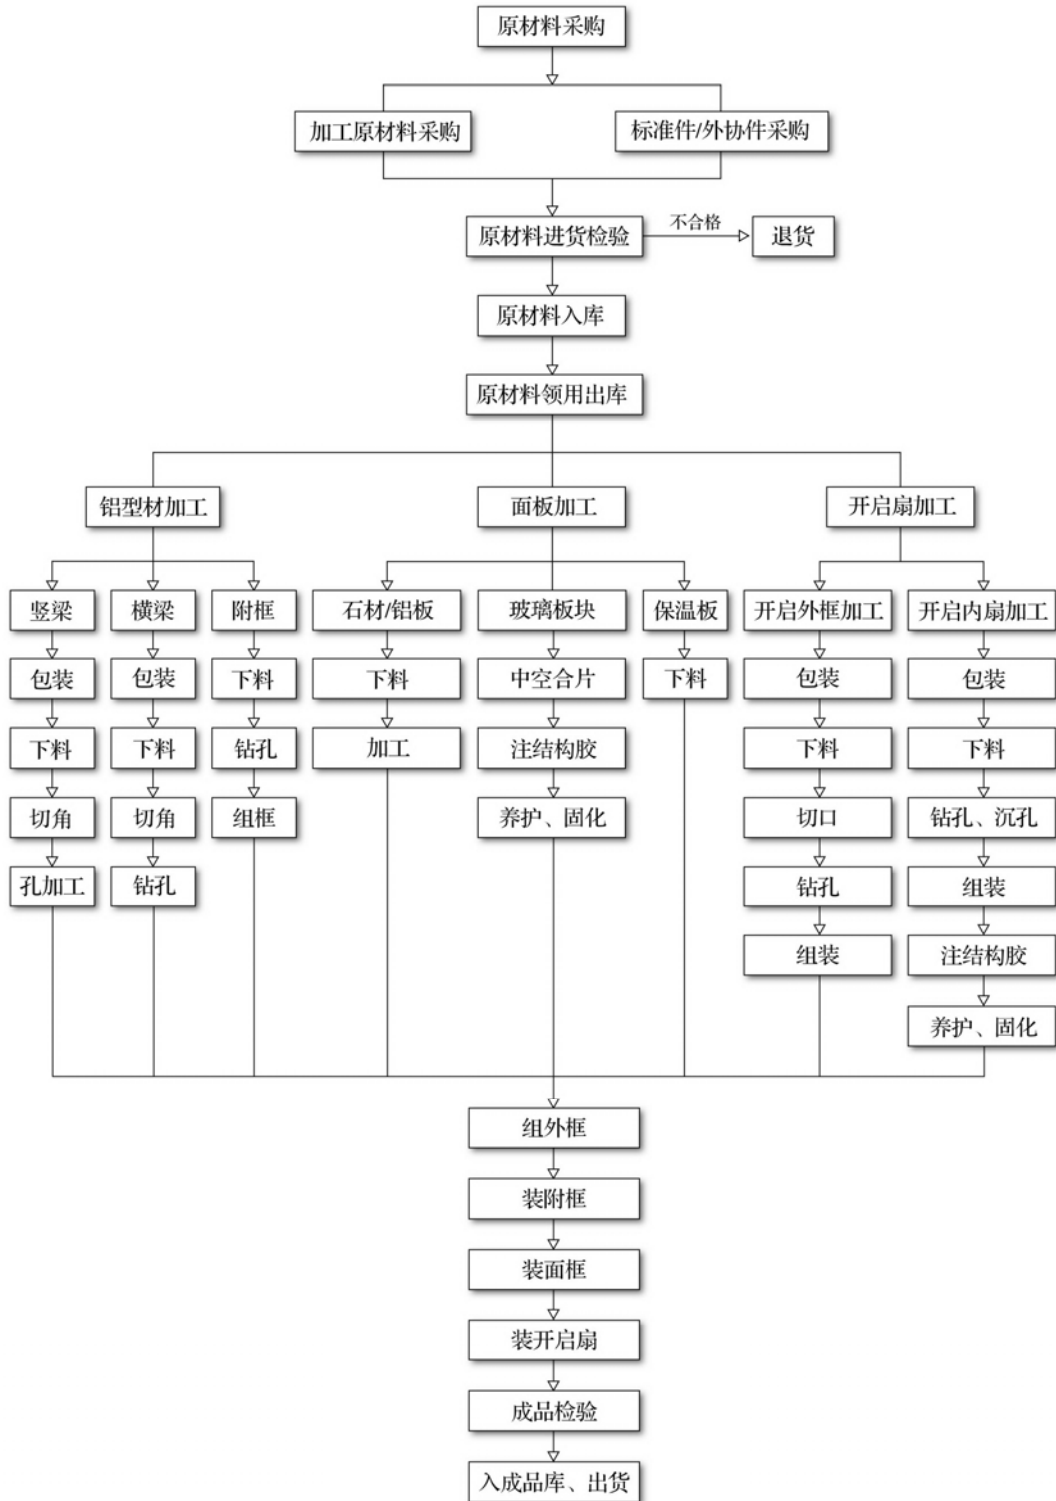 原材料采购
加工原材料采购
标准件/外协件采购
原材料进货检验
不合格
退货
原材料入库
原材料领用出库
铝型材加工
面板加工
开启扇加工
竖梁
横梁
附框
石材/铝板
玻璃板块
保温板
开启外框加工
开启内扇加工
包装
包装
下料
下料
中空合片
下料
包装
包装
下料
下料
钻孔
加工
注结构胶
下料
下料
切角
切角
组框
养护、固化
切口
钻孔、沉孔
孔加工
钻孔
钻孔
组装
组装
注结构胶
养护、固化
组外框
装附框
装面框
装开启扇
成品检验
入成品库、出货